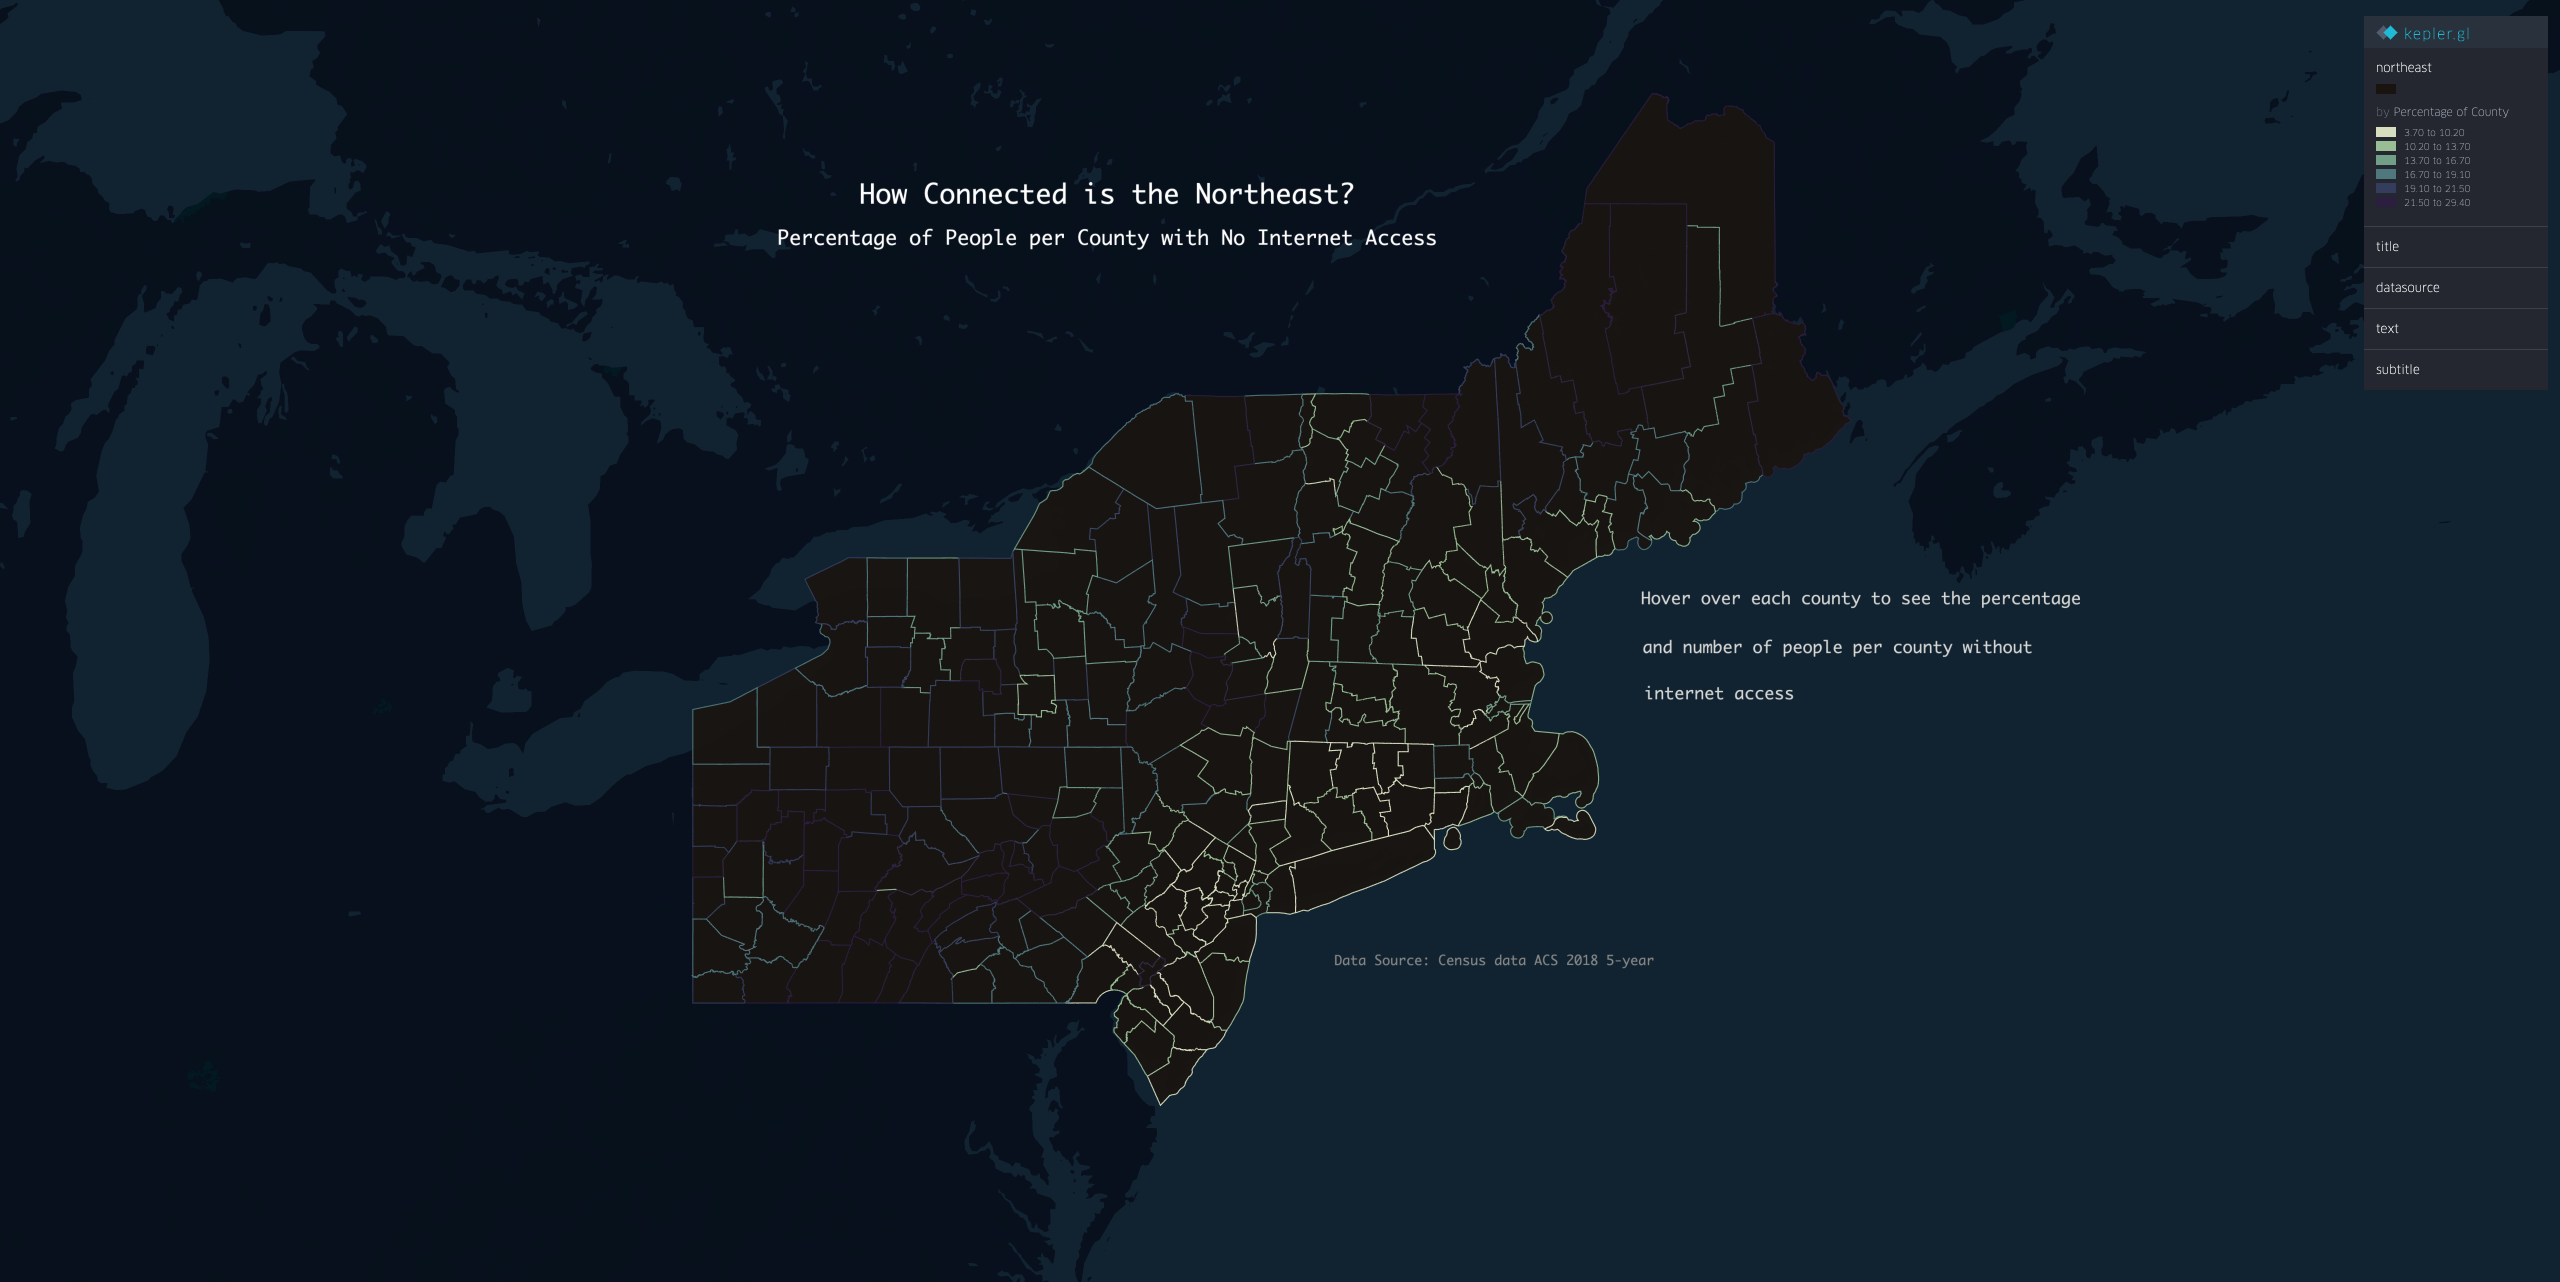 How Connected is the Northeast?
Percentage of People per County with No Internet Access
kepler.gl
northeast
by Percentage of County
3.70 to 10.20
10.20 to 13.70
13.70 to 16.70
16.70 to 19.10
19.10 to 21.50
21.50 to 29.40
title
datasource
text
subtitle
Hover over each county to see the percentage
and number of people per county without
internet access
Data Source: Census data ACS 2018 5-year